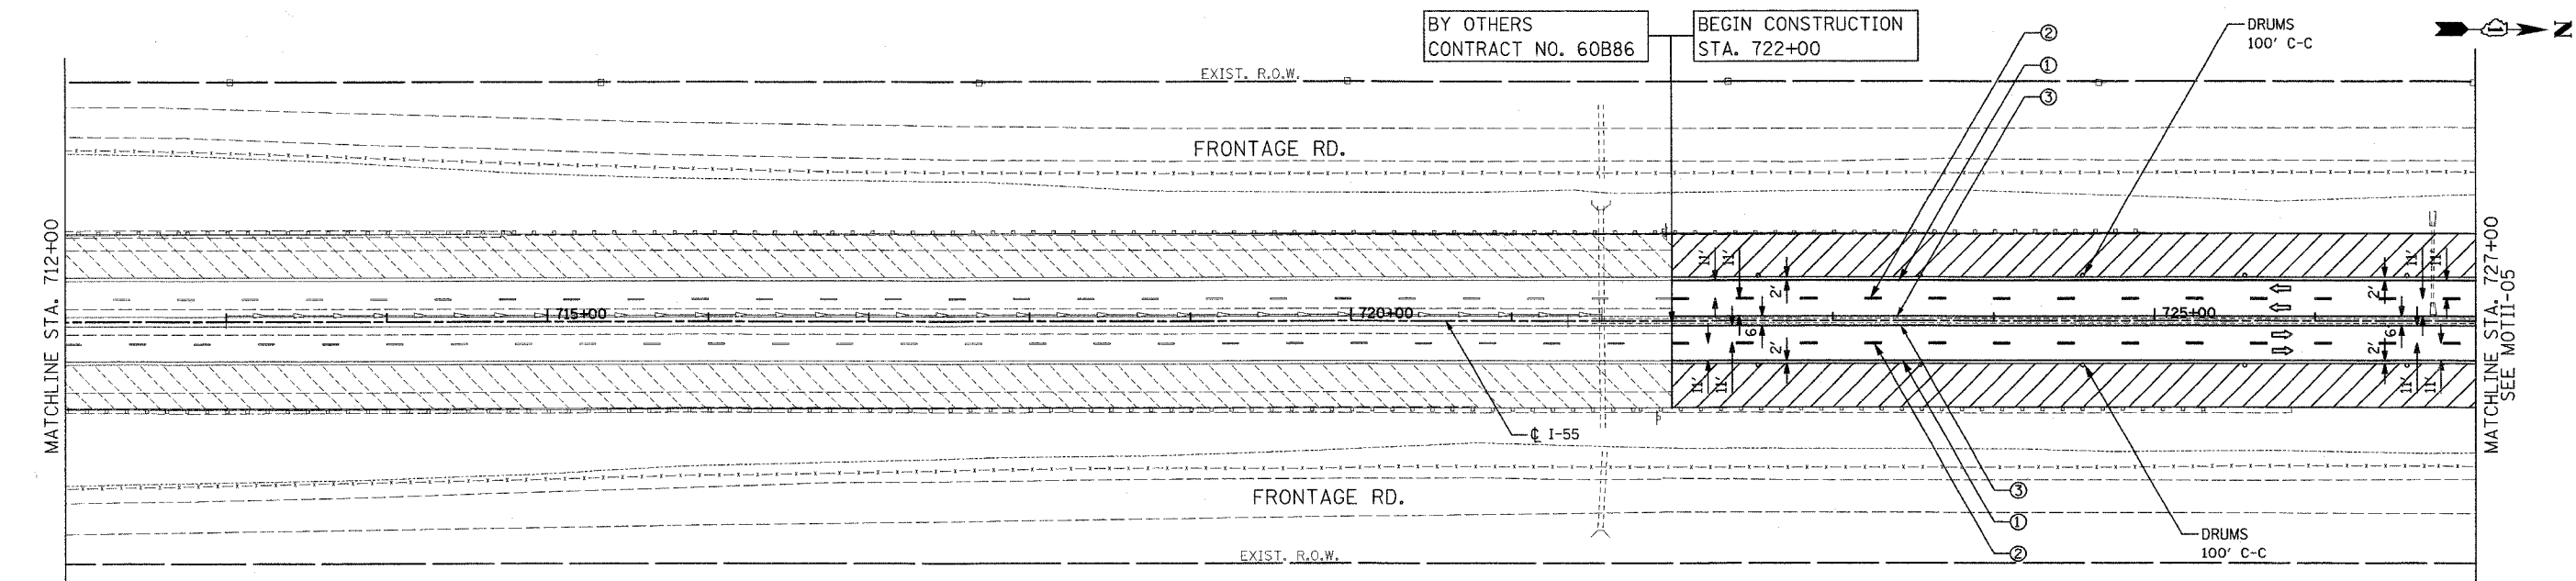 BY OTHERS
CONTRACT NO. 60B86
BEGIN CONSTRUCTION
STA. 722+00
2
1
3
DRUMS
100' C-C
N
EXIST. R.O.W.
FRONTAGE RD.
MATCHLINE STA. 712+00
715+00
720+00
725+00
11'
11'
2'
6'
2'
11'
11'
11'
11'
2'
6'
2'
11'
11'
MATCHLINE STA. 727+00
SEE MOTII-05
℄ I-55
FRONTAGE RD.
3
1
2
DRUMS
100' C-C
EXIST. R.O.W.